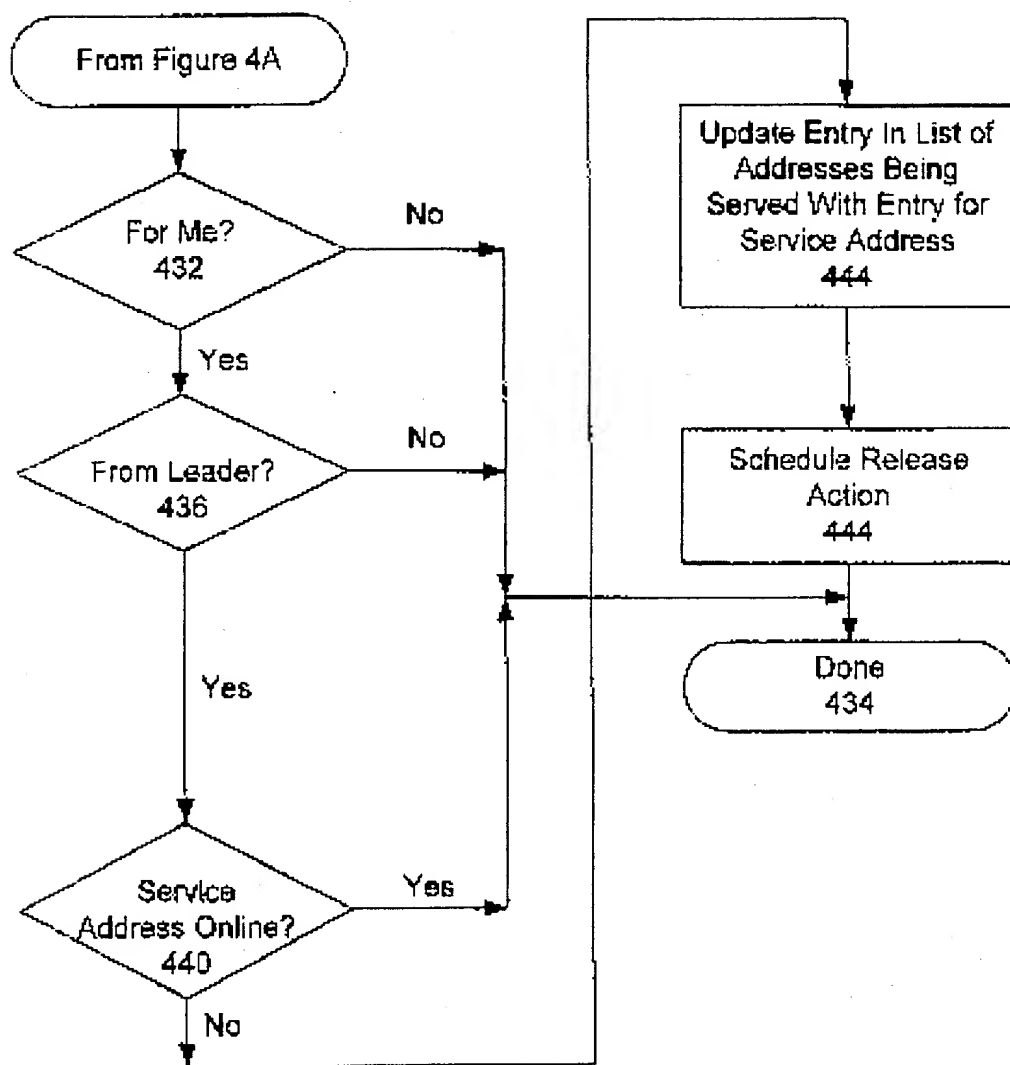 From Figure 4A
For Me?
432
No
Yes
From Leader?
436
No
Yes
Service
Address Online?
440
Yes
No
Update Entry In List of
Addresses Being
Served With Entry for
Service Address
444
Schedule Release
Action
444
Done
434